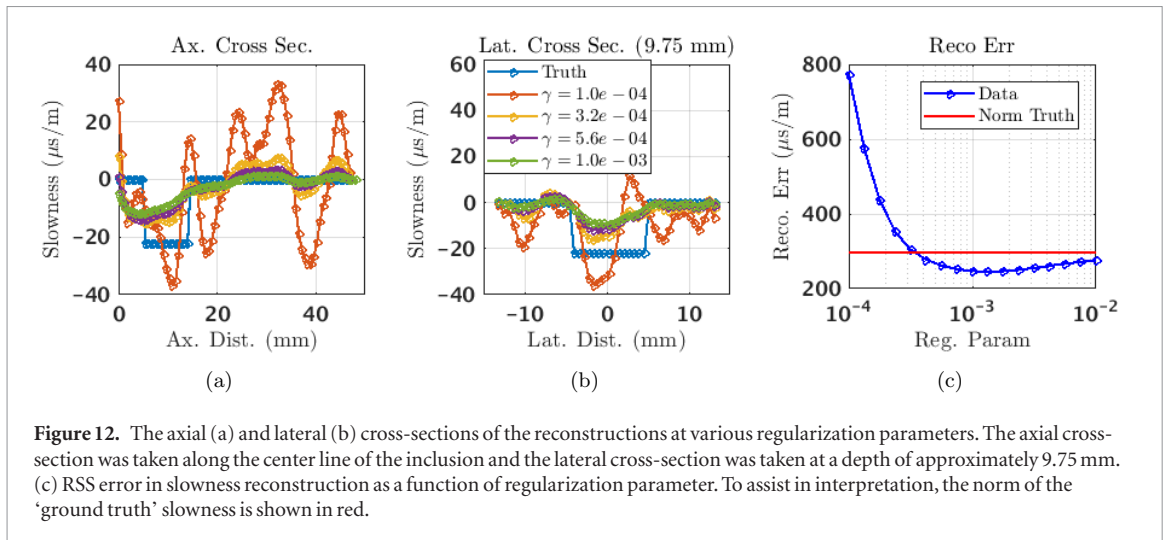 Ax. Cross Sec.
Slowness (μs/m)
40
20
0
−20
−40
0
20
40
Ax. Dist. (mm)
(a)
Lat. Cross Sec. (9.75 mm)
Slowness (μs/m)
60
40
20
0
−20
−40
Truth
γ = 1.0e − 04
γ = 3.2e − 04
γ = 5.6e − 04
γ = 1.0e − 03
−10
0
10
Lat. Dist. (mm)
(b)
Reco Err
Reco. Err (μs/m)
800
600
400
200
Data
Norm Truth
10⁻⁴
10⁻³
10⁻²
Reg. Param
(c)
Figure 12. The axial (a) and lateral (b) cross-sections of the reconstructions at various regularization parameters. The axial cross-
section was taken along the center line of the inclusion and the lateral cross-section was taken at a depth of approximately 9.75 mm.
(c) RSS error in slowness reconstruction as a function of regularization parameter. To assist in interpretation, the norm of the
‘ground truth’ slowness is shown in red.